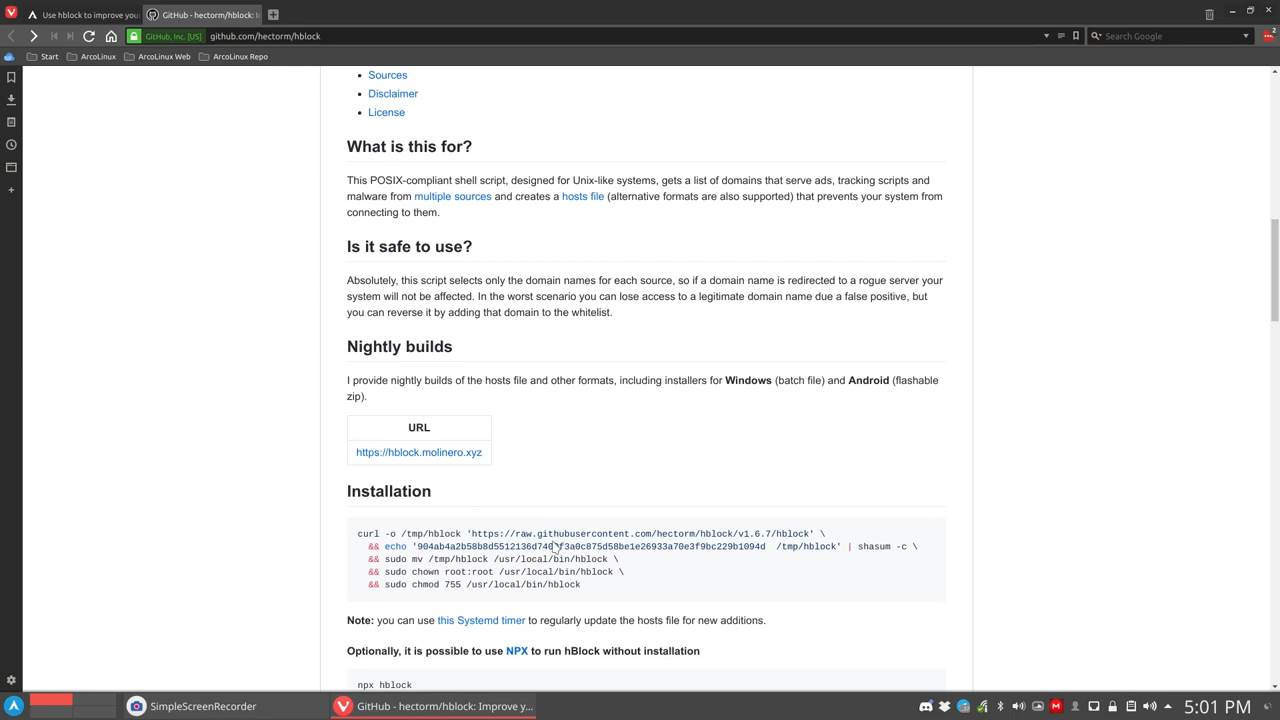 Use hblock to improve your
GitHub - hectorm/hblock: I
GitHub, Inc. [US]
github.com/hectorm/hblock
Search Google
2
Start
ArcoLinux
ArcoLinux Web
ArcoLinux Repo
Sources
Disclaimer
License
What is this for?
This POSIX-compliant shell script, designed for Unix-like systems, gets a list of domains that serve ads, tracking scripts and
malware from multiple sources and creates a hosts file (alternative formats are also supported) that prevents your system from
connecting to them.
Is it safe to use?
Absolutely, this script selects only the domain names for each source, so if a domain name is redirected to a rogue server your
system will not be affected. In the worst scenario you can lose access to a legitimate domain name due a false positive, but
you can reverse it by adding that domain to the whitelist.
Nightly builds
I provide nightly builds of the hosts file and other formats, including installers for Windows (batch file) and Android (flashable
zip).
URL
https://hblock.molinero.xyz
Installation
curl -o /tmp/hblock 'https://raw.githubusercontent.com/hectorm/hblock/v1.6.7/hblock' \
&& echo /tmp/hblock' | shasum -c \
&& sudo mv /tmp/hblock /usr/local/bin/hblock \
&& sudo chown root:root /usr/local/bin/hblock \
&& sudo chmod 755 /usr/local/bin/hblock
Note: you can use this Systemd timer to regularly update the hosts file for new additions.
Optionally, it is possible to use NPX to run hBlock without installation
npx hblock
SimpleScreenRecorder
GitHub - hectorm/hblock: Improve y...
5:01 PM